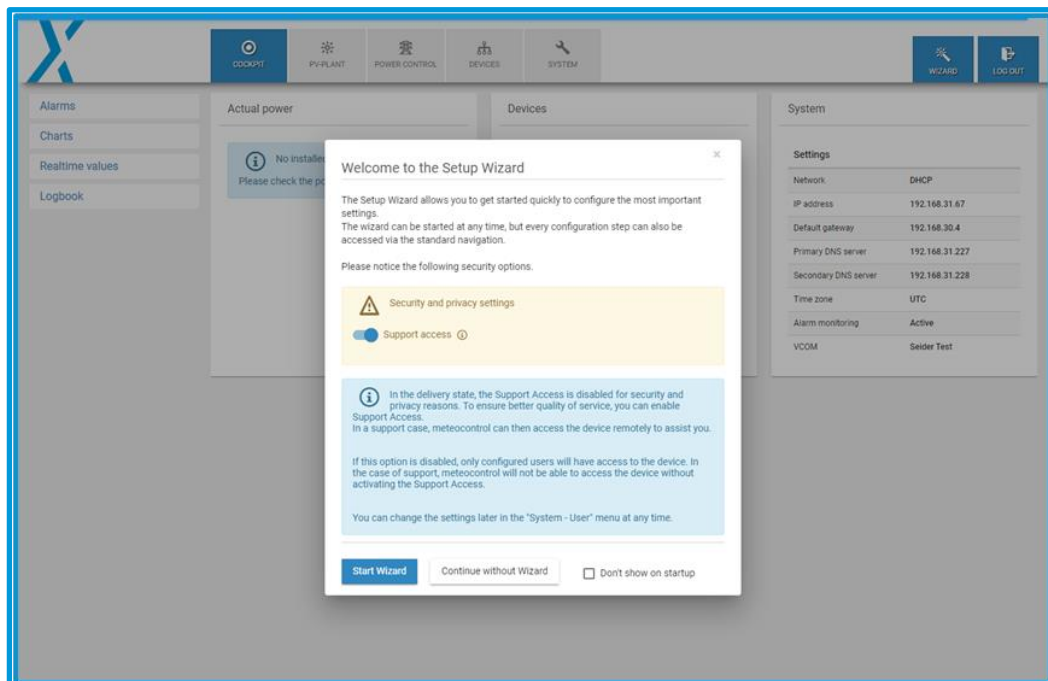 COCKPIT
PV-PLANT
POWER CONTROL
DEVICES
SYSTEM
WIZARD
LOG OUT
Alarms
Charts
Realtime values
Logbook
Actual power
No installed
Please check the po
Devices
System
Settings
Network DHCP
IP address 192.168.31.67
Default gateway 192.168.30.4
Primary DNS server 192.168.31.227
Secondary DNS server 192.168.31.228
Time zone UTC
Alarm monitoring Active
VCOM Seider Test
Welcome to the Setup Wizard
The Setup Wizard allows you to get started quickly to configure the most important
settings.
The wizard can be started at any time, but every configuration step can also be
accessed via the standard navigation.
Please notice the following security options.
Security and privacy settings
Support access
In the delivery state, the Support Access is disabled for security and
privacy reasons. To ensure better quality of service, you can enable
Support Access.
In a support case, meteocontrol can then access the device remotely to assist you.
If this option is disabled, only configured users will have access to the device. In
the case of support, meteocontrol will not be able to access the device without
activating the Support Access.
You can change the settings later in the "System - User" menu at any time.
Start Wizard
Continue without Wizard
Don't show on startup